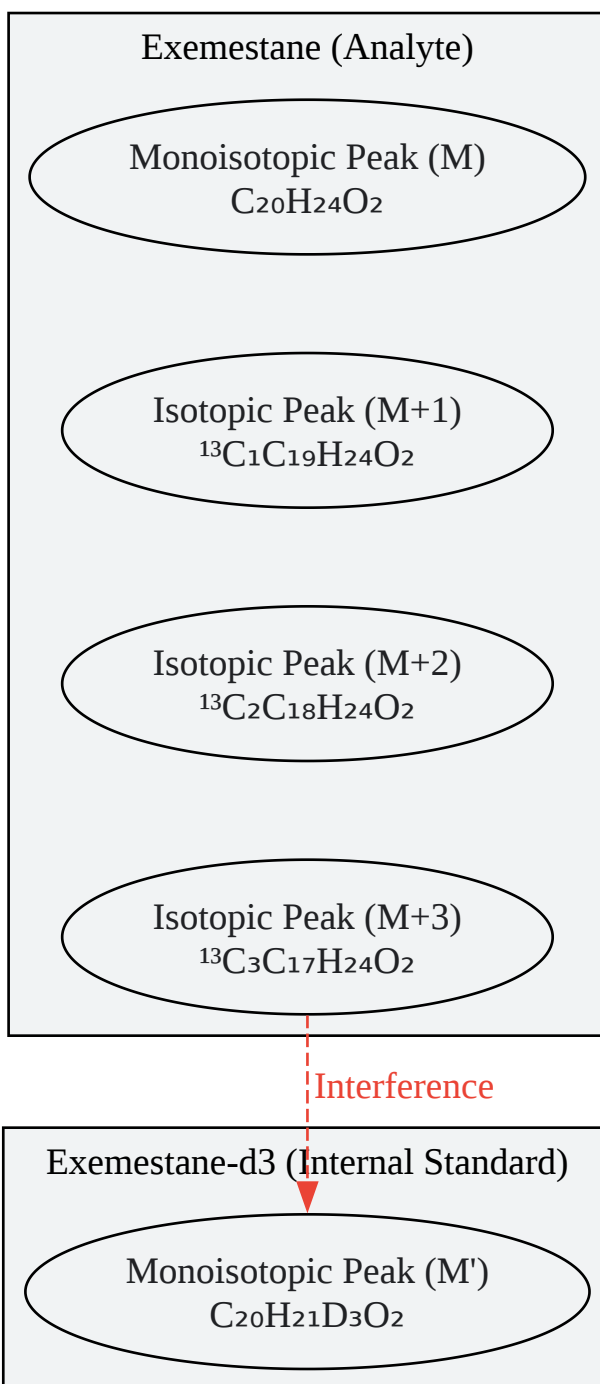 Exemestane (Analyte)
Monoisotopic Peak (M)
C₂₀H₂₄O₂
Isotopic Peak (M+1)
¹³C₁C₁₉H₂₄O₂
Isotopic Peak (M+2)
¹³C₂C₁₈H₂₄O₂
Isotopic Peak (M+3)
¹³C₃C₁₇H₂₄O₂
Interference
Exemestane-d3 (Internal Standard)
Monoisotopic Peak (M')
C₂₀H₂₁D₃O₂